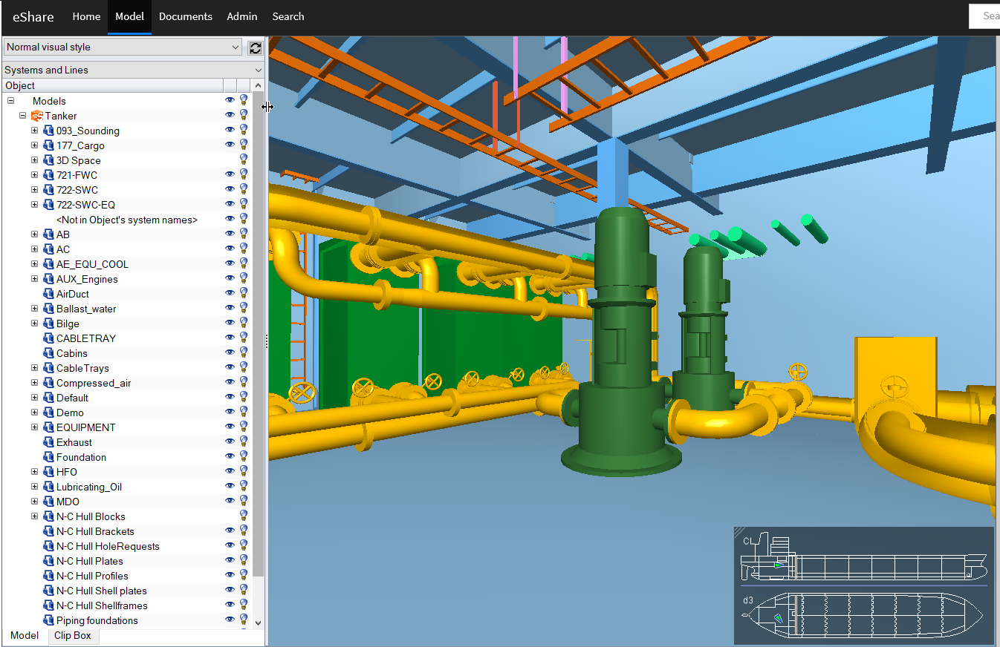 eShare Home Model Documents Admin Search Sea
Normal visual style
Systems and Lines
Object
Models
Tanker
093_Sounding
177_Cargo
3D Space
721-FWC
722-SWC
722-SWC-EQ
<Not in Object's system names>
AB
AC
AE_EQU_COOL
AUX_Engines
AirDuct
Ballast_water
Bilge
CABLETRAY
Cabins
CableTrays
Compressed_air
Default
Demo
EQUIPMENT
Exhaust
Foundation
HFO
Lubricating_Oil
MDO
N-C Hull Blocks
N-C Hull Brackets
N-C Hull HoleRequests
N-C Hull Plates
N-C Hull Profiles
N-C Hull Shell plates
N-C Hull Shellframes
Piping foundations
Model Clip Box
CL
d3